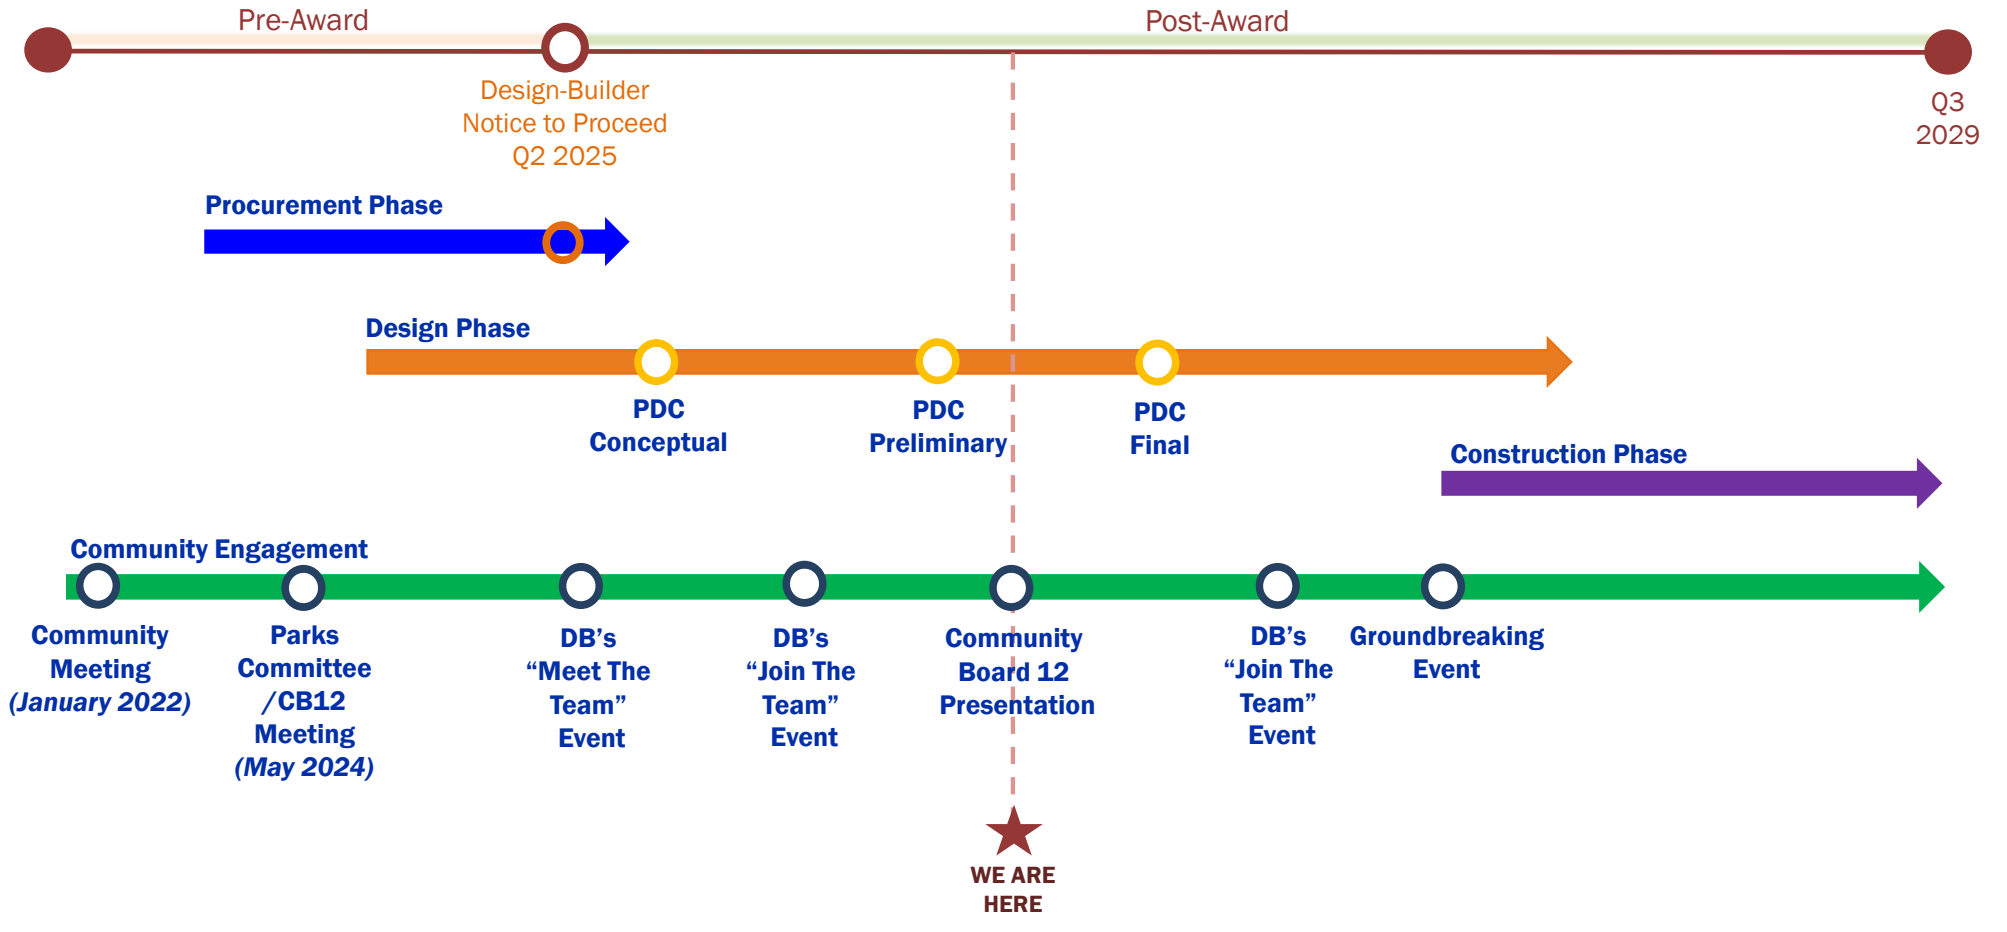 Pre-Award
Post-Award
Design-Builder
Notice to Proceed
Q2 2025
Q3
2029
Procurement Phase
Design Phase
PDC
Conceptual
PDC
Preliminary
PDC
Final
Construction Phase
Community Engagement
Community
Meeting
(January 2022)
Parks
Committee
/CB12
Meeting
(May 2024)
DB’s
“Meet The
Team”
Event
DB’s
“Join The
Team”
Event
Community
Board 12
Presentation
DB’s
“Join The
Team”
Event
Groundbreaking
Event
WE ARE
HERE